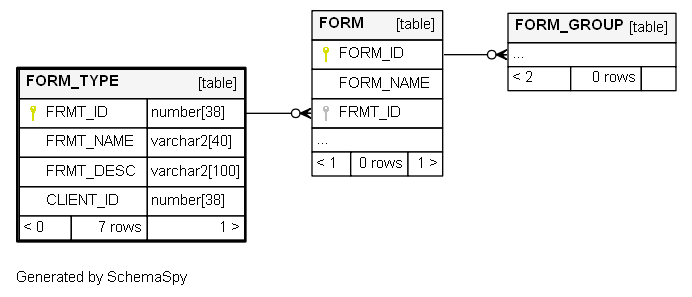 FORM_TYPE [table]
FRMT_ID number[38]
FRMT_NAME varchar2[40]
FRMT_DESC varchar2[100]
CLIENT_ID number[38]
< 0 7 rows 1 >
FORM [table]
FORM_ID
FORM_NAME
FRMT_ID
...
< 1 0 rows 1 >
FORM_GROUP [table]
...
< 2 0 rows
Generated by SchemaSpy